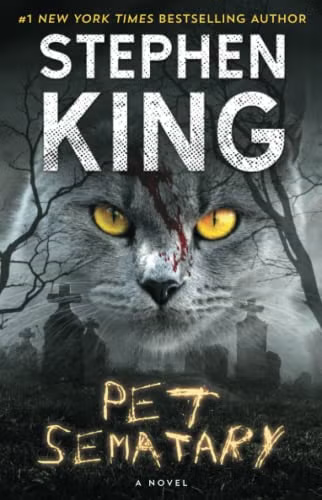 #1 NEW YORK TIMES BESTSELLING AUTHOR
STEPHEN
KING
PET
SEMATARY
A NOVEL